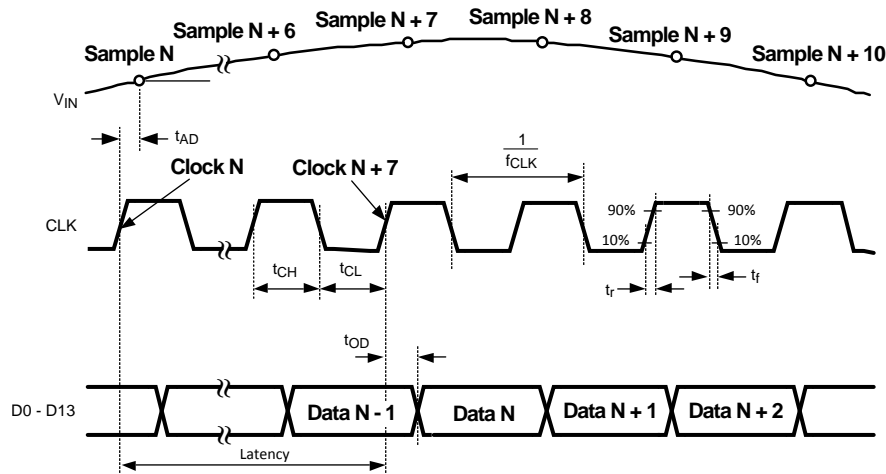 Sample N
Sample N + 6
Sample N + 7
Sample N + 8
Sample N + 9
Sample N + 10
VIN
tAD
Clock N
Clock N + 7
1
fCLK
CLK
90%
90%
10%
10%
tCH
tCL
tr
tf
tOD
D0 - D13
Data N - 1
Data N
Data N + 1
Data N + 2
Latency